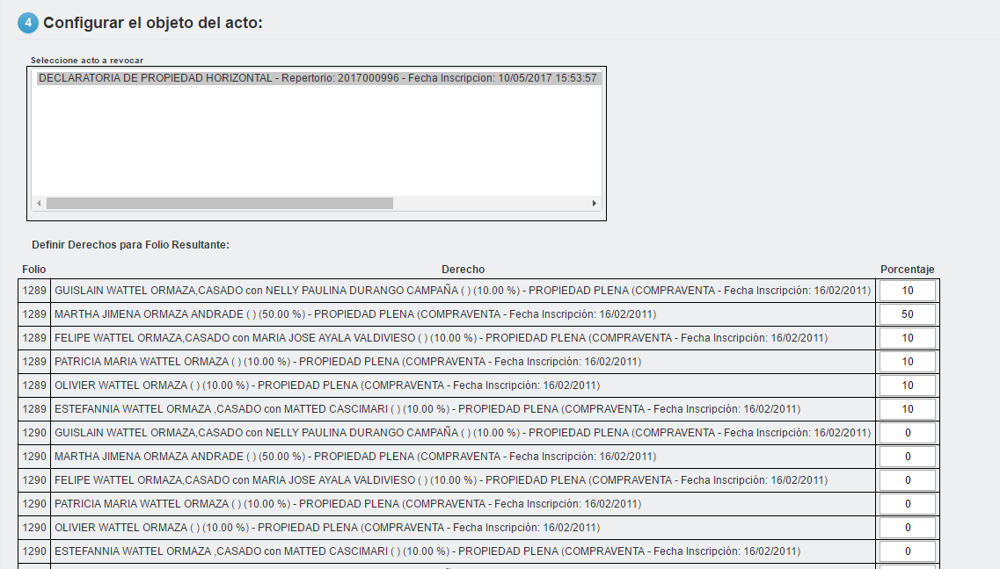 4 Configurar el objeto del acto:
Seleccione acto a revocar
DECLARATORIA DE PROPIEDAD HORIZONTAL - Repertorio: 2017000996 - Fecha Inscripcion: 10/05/2017 15:53:57
Definir Derechos para Folio Resultante:
Folio Derecho Porcentaje
1289 GUISLAIN WATTEL ORMAZA,CASADO con NELLY PAULINA DURANGO CAMPAÑA ( ) (10.00 %) - PROPIEDAD PLENA (COMPRAVENTA - Fecha Inscripción: 16/02/2011) 10
1289 MARTHA JIMENA ORMAZA ANDRADE ( ) (50.00 %) - PROPIEDAD PLENA (COMPRAVENTA - Fecha Inscripción: 16/02/2011) 50
1289 FELIPE WATTEL ORMAZA,CASADO con MARIA JOSE AYALA VALDIVIESO ( ) (10.00 %) - PROPIEDAD PLENA (COMPRAVENTA - Fecha Inscripción: 16/02/2011) 10
1289 PATRICIA MARIA WATTEL ORMAZA ( ) (10.00 %) - PROPIEDAD PLENA (COMPRAVENTA - Fecha Inscripción: 16/02/2011) 10
1289 OLIVIER WATTEL ORMAZA ( ) (10.00 %) - PROPIEDAD PLENA (COMPRAVENTA - Fecha Inscripción: 16/02/2011) 10
1289 ESTEFANNIA WATTEL ORMAZA ,CASADO con MATTED CASCIMARI ( ) (10.00 %) - PROPIEDAD PLENA (COMPRAVENTA - Fecha Inscripción: 16/02/2011) 10
1290 GUISLAIN WATTEL ORMAZA,CASADO con NELLY PAULINA DURANGO CAMPAÑA ( ) (10.00 %) - PROPIEDAD PLENA (COMPRAVENTA - Fecha Inscripción: 16/02/2011) 0
1290 MARTHA JIMENA ORMAZA ANDRADE ( ) (50.00 %) - PROPIEDAD PLENA (COMPRAVENTA - Fecha Inscripción: 16/02/2011) 0
1290 FELIPE WATTEL ORMAZA,CASADO con MARIA JOSE AYALA VALDIVIESO ( ) (10.00 %) - PROPIEDAD PLENA (COMPRAVENTA - Fecha Inscripción: 16/02/2011) 0
1290 PATRICIA MARIA WATTEL ORMAZA ( ) (10.00 %) - PROPIEDAD PLENA (COMPRAVENTA - Fecha Inscripción: 16/02/2011) 0
1290 OLIVIER WATTEL ORMAZA ( ) (10.00 %) - PROPIEDAD PLENA (COMPRAVENTA - Fecha Inscripción: 16/02/2011) 0
1290 ESTEFANNIA WATTEL ORMAZA ,CASADO con MATTED CASCIMARI ( ) (10.00 %) - PROPIEDAD PLENA (COMPRAVENTA - Fecha Inscripción: 16/02/2011) 0